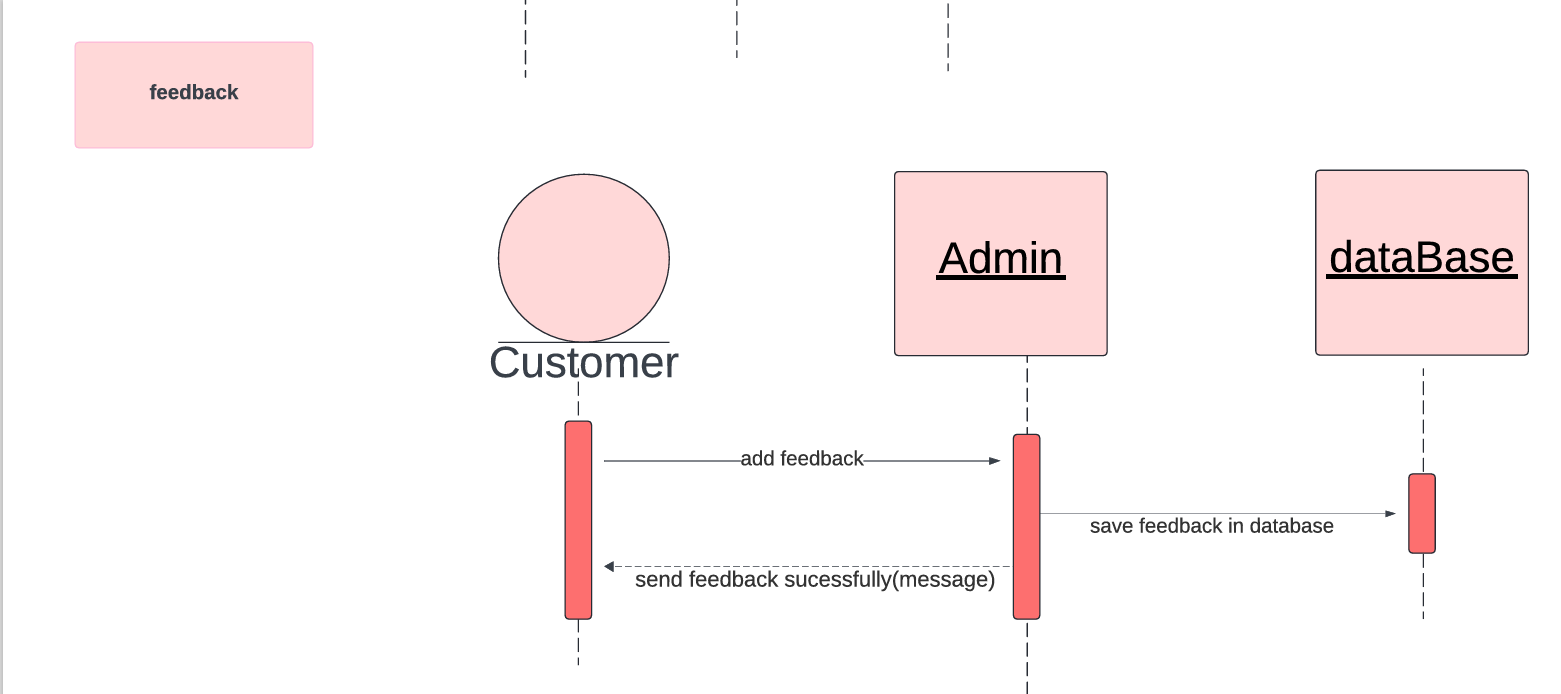 feedback
Customer
Admin
dataBase
add feedback
save feedback in database
send feedback sucessfully(message)